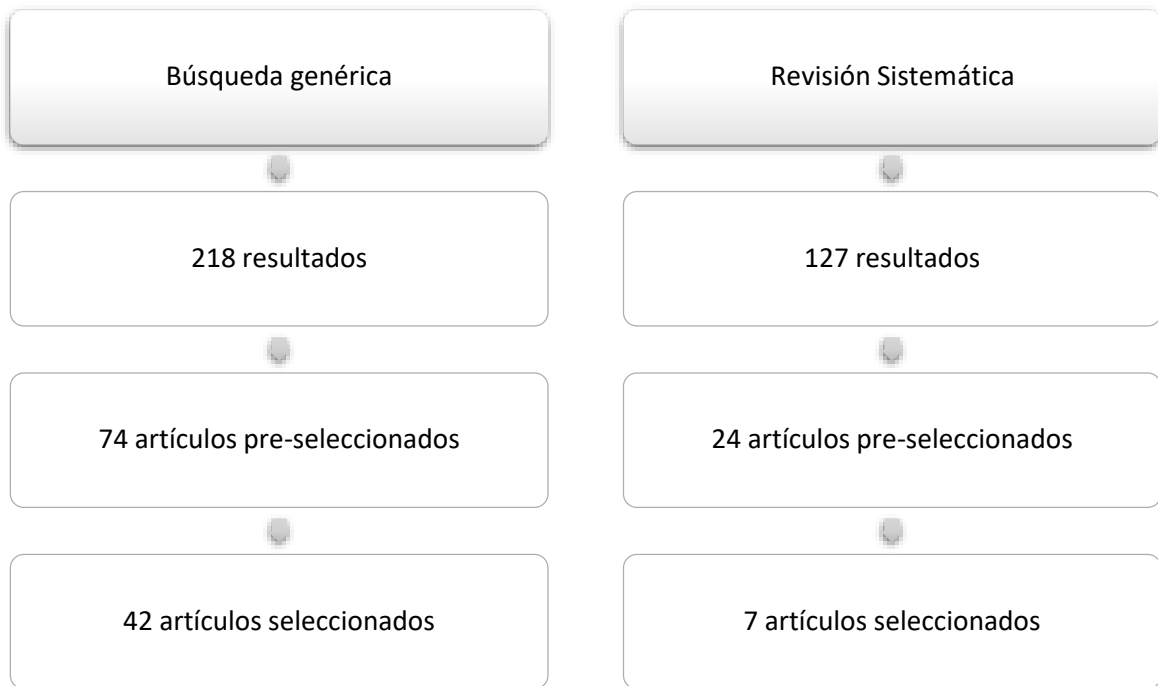 Búsqueda genérica
218 resultados
74 artículos pre-seleccionados
42 artículos seleccionados
Revisión Sistemática
127 resultados
24 artículos pre-seleccionados
7 artículos seleccionados